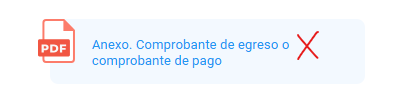 PDF
Anexo. Comprobante de egreso o
comprobante de pago